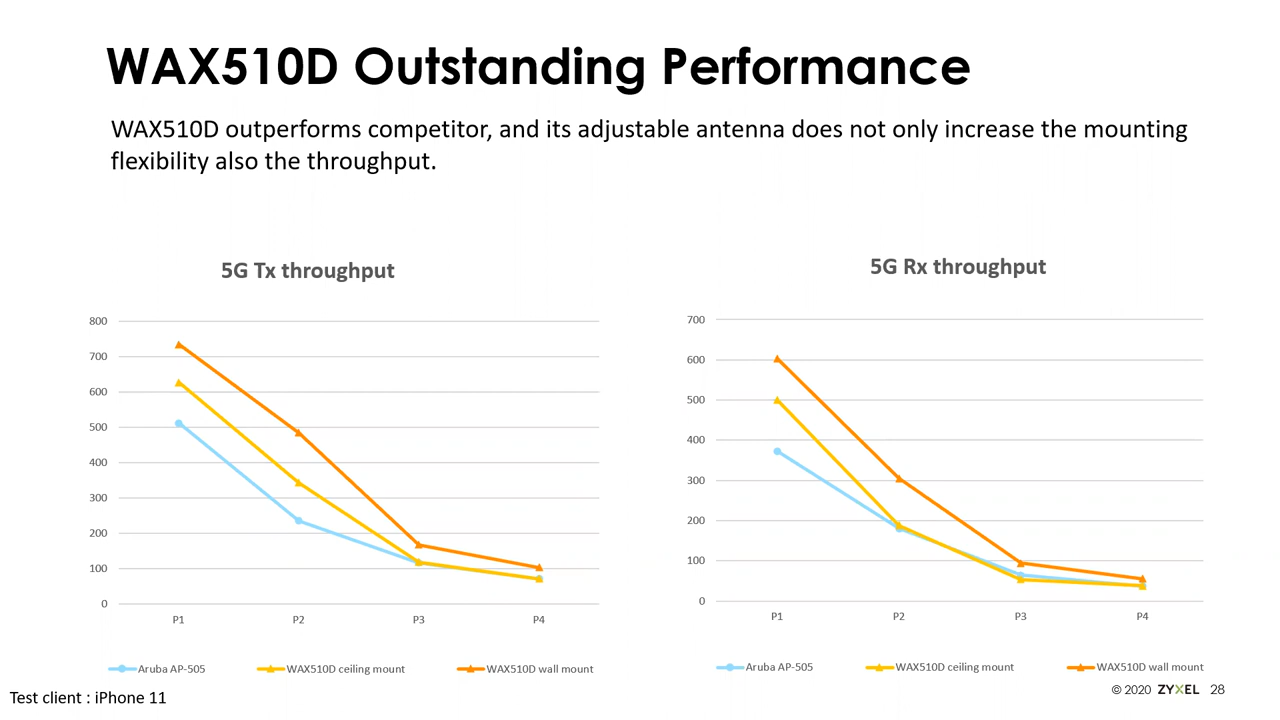 WAX510D Outstanding Performance
WAX510D outperforms competitor, and its adjustable antenna does not only increase the mounting
flexibility also the throughput.
5G Tx throughput
800
700
600
500
400
300
200
100
0
P1 P2 P3 P4
Aruba AP-505 WAX510D ceiling mount WAX510D wall mount
5G Rx throughput
700
600
500
400
300
200
100
0
P1 P2 P3 P4
Aruba AP-505 WAX510D ceiling mount WAX510D wall mount
Test client : iPhone 11
© 2020 ZYXEL 28